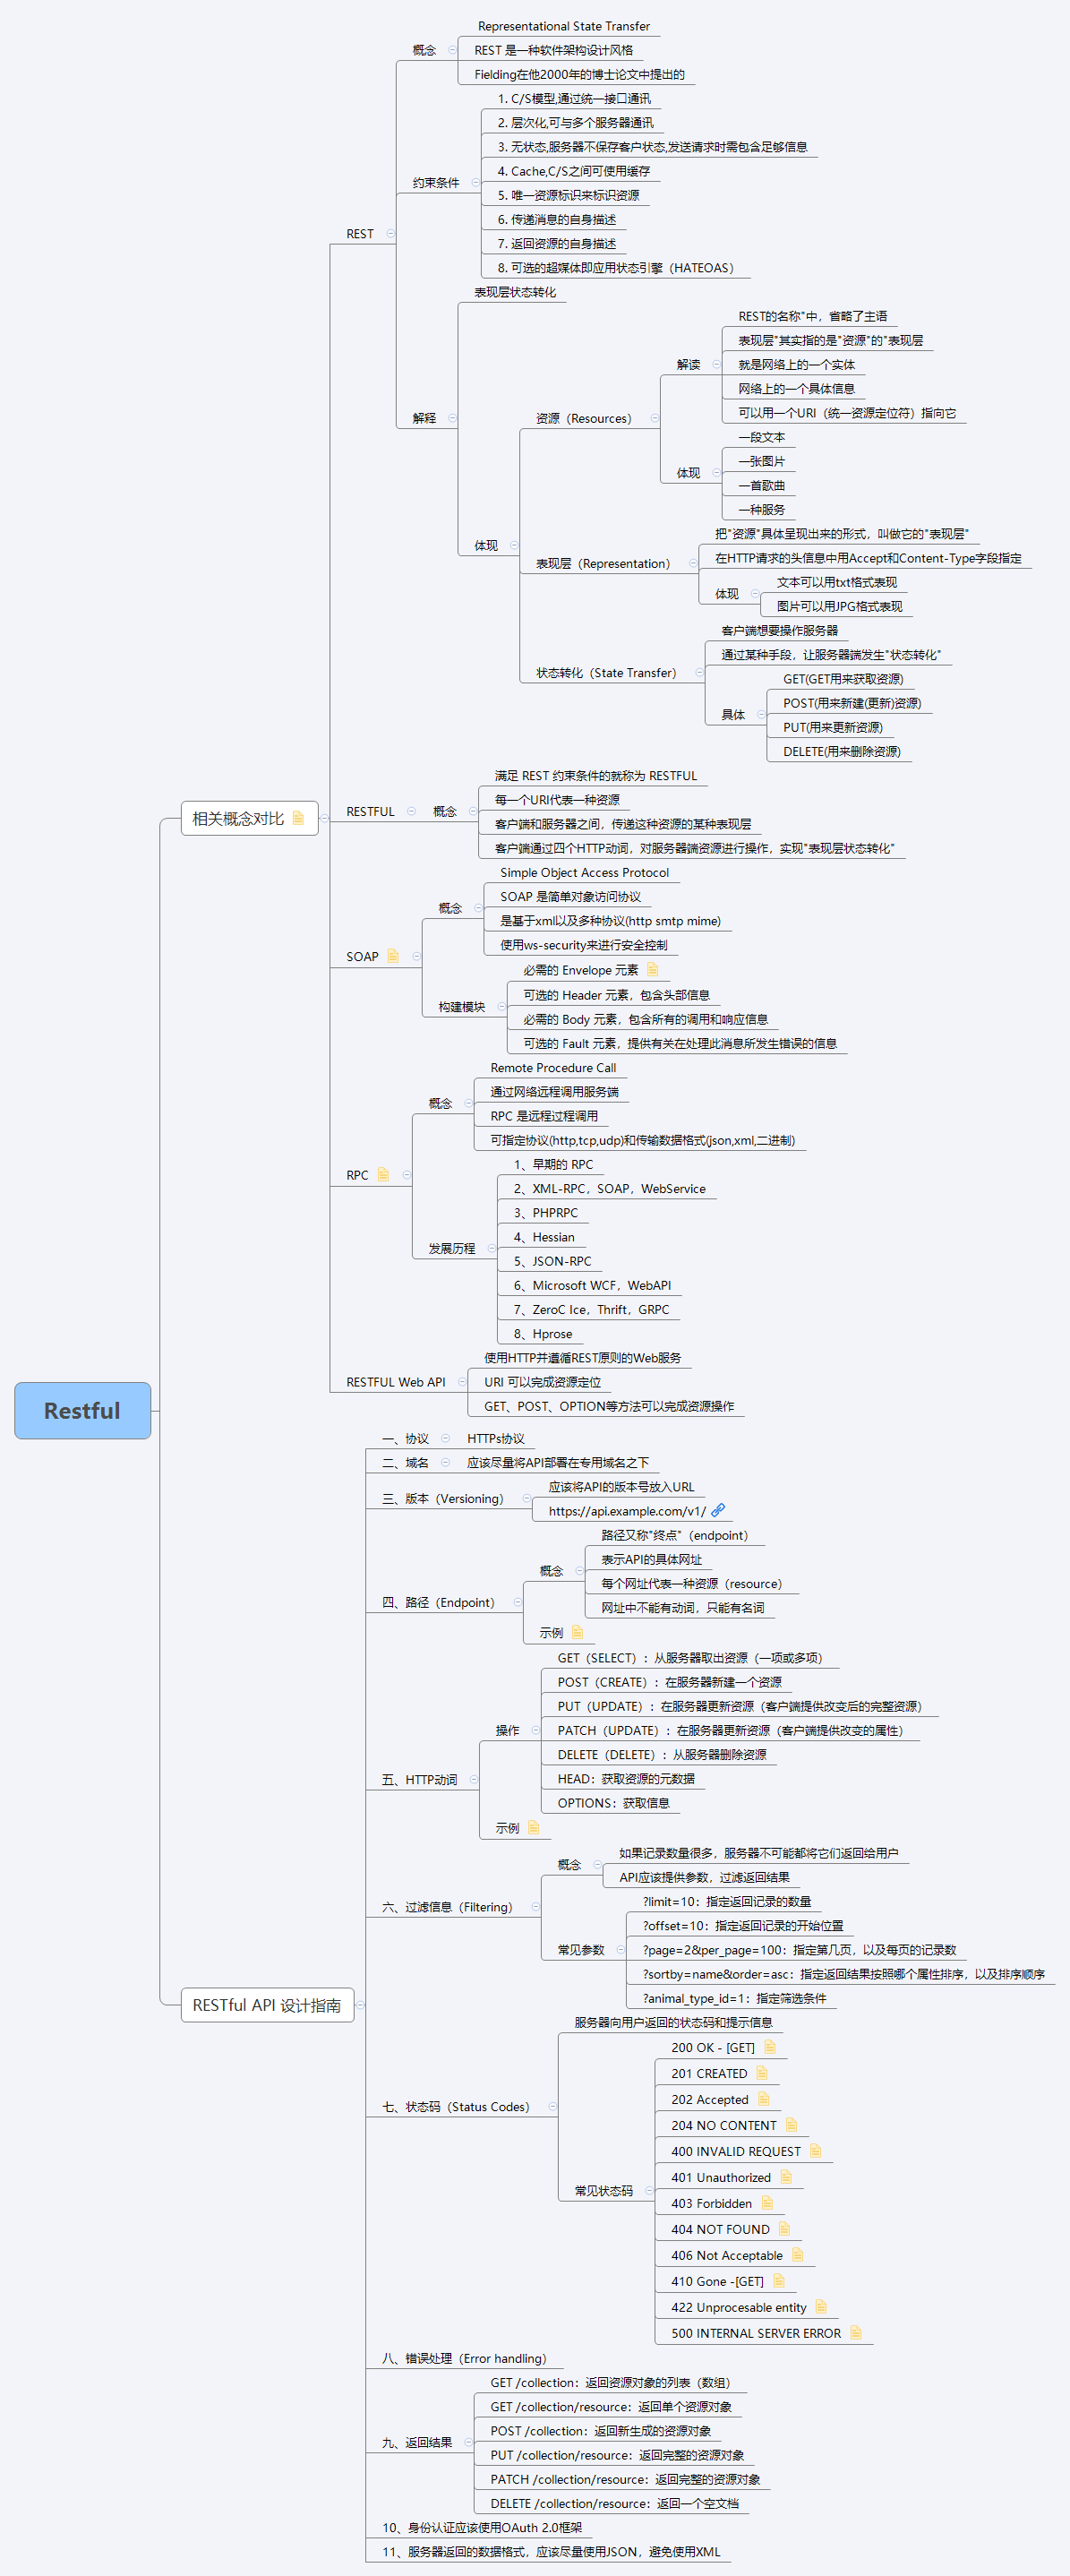 Representational State Transfer
概念
REST 是一种软件架构设计风格
Fielding在他2000年的博士论文中提出的
1. C/S模型,通过统一接口通讯
2. 层次化,可与多个服务器通讯
3. 无状态,服务器不保存客户状态,发送请求时需包含足够信息
4. Cache,C/S之间可使用缓存
约束条件
5. 唯一资源标识来标识资源
6. 传递消息的自身描述
REST
7. 返回资源的自身描述
8. 可选的超媒体即应用状态引擎（HATEOAS）
表现层状态转化
REST的名称"中，省略了主语
表现层"其实指的是"资源"的"表现层
解读
就是网络上的一个实体
网络上的一个具体信息
可以用一个URI（统一资源定位符）指向它
解释
资源（Resources）
一段文本
一张图片
体现
一首歌曲
一种服务
把"资源"具体呈现出来的形式，叫做它的"表现层"
体现
在HTTP请求的头信息中用Accept和Content-Type字段指定
表现层（Representation）
文本可以用txt格式表现
体现
图片可以用JPG格式表现
客户端想要操作服务器
通过某种手段，让服务器端发生"状态转化"
状态转化（State Transfer）
GET(GET用来获取资源)
POST(用来新建(更新)资源)
具体
PUT(用来更新资源)
DELETE(用来删除资源)
满足 REST 约束条件的就称为 RESTFUL
每一个URI代表一种资源
相关概念对比
RESTFUL
概念
客户端和服务器之间，传递这种资源的某种表现层
客户端通过四个HTTP动词，对服务器端资源进行操作，实现"表现层状态转化"
Simple Object Access Protocol
SOAP 是简单对象访问协议
概念
是基于xml以及多种协议(http smtp mime)
使用ws-security来进行安全控制
SOAP
必需的 Envelope 元素
可选的 Header 元素，包含头部信息
构建模块
必需的 Body 元素，包含所有的调用和响应信息
可选的 Fault 元素，提供有关在处理此消息所发生错误的信息
Remote Procedure Call
通过网络远程调用服务端
概念
RPC 是远程过程调用
可指定协议(http,tcp,udp)和传输数据格式(json,xml,二进制)
RPC
1、早期的 RPC
2、XML-RPC，SOAP，WebService
3、PHPRPC
4、Hessian
发展历程
5、JSON-RPC
6、Microsoft WCF，WebAPI
7、ZeroC Ice，Thrift，GRPC
8、Hprose
使用HTTP并遵循REST原则的Web服务
RESTFUL Web API
URI 可以完成资源定位
GET、POST、OPTION等方法可以完成资源操作
Restful
一、协议
HTTPs协议
二、域名
应该尽量将API部署在专用域名之下
三、版本（Versioning）
应该将API的版本号放入URL
https://api.example.com/v1/
路径又称"终点"（endpoint）
表示API的具体网址
概念
每个网址代表一种资源（resource）
四、路径（Endpoint）
网址中不能有动词，只能有名词
示例
GET（SELECT）：从服务器取出资源（一项或多项）
POST（CREATE）：在服务器新建一个资源
PUT（UPDATE）：在服务器更新资源（客户端提供改变后的完整资源）
操作
PATCH（UPDATE）：在服务器更新资源（客户端提供改变的属性）
DELETE（DELETE）：从服务器删除资源
五、HTTP动词
HEAD：获取资源的元数据
OPTIONS：获取信息
示例
如果记录数量很多，服务器不可能都将它们返回给用户
概念
API应该提供参数，过滤返回结果
六、过滤信息（Filtering）
?limit=10：指定返回记录的数量
?offset=10：指定返回记录的开始位置
常见参数
?page=2&per_page=100：指定第几页，以及每页的记录数
?sortby=name&order=asc：指定返回结果按照哪个属性排序，以及排序顺序
?animal_type_id=1：指定筛选条件
RESTful API 设计指南
服务器向用户返回的状态码和提示信息
七、状态码（Status Codes）
200 OK - [GET]
201 CREATED
202 Accepted
204 NO CONTENT
400 INVALID REQUEST
401 Unauthorized
常见状态码
403 Forbidden
404 NOT FOUND
406 Not Acceptable
410 Gone -[GET]
422 Unprocesable entity
500 INTERNAL SERVER ERROR
八、错误处理（Error handling）
GET /collection：返回资源对象的列表（数组）
GET /collection/resource：返回单个资源对象
POST /collection：返回新生成的资源对象
九、返回结果
PUT /collection/resource：返回完整的资源对象
PATCH /collection/resource：返回完整的资源对象
DELETE /collection/resource：返回一个空文档
10、身份认证应该使用OAuth 2.0框架
11、服务器返回的数据格式，应该尽量使用JSON，避免使用XML